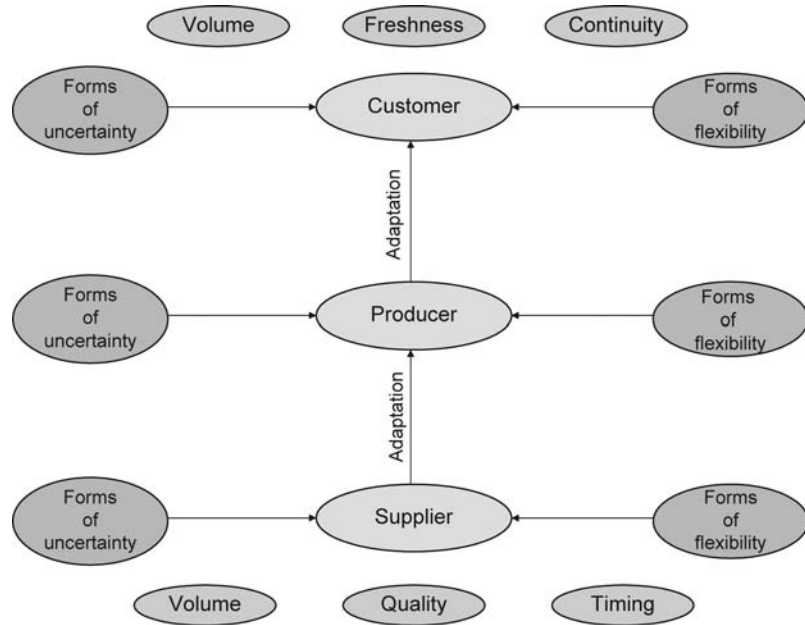 Volume
Freshness
Continuity
Forms
of
uncertainty
Customer
Forms
of
flexibility
Adaptation
Forms
of
uncertainty
Producer
Forms
of
flexibility
Adaptation
Forms
of
uncertainty
Supplier
Forms
of
flexibility
Volume
Quality
Timing